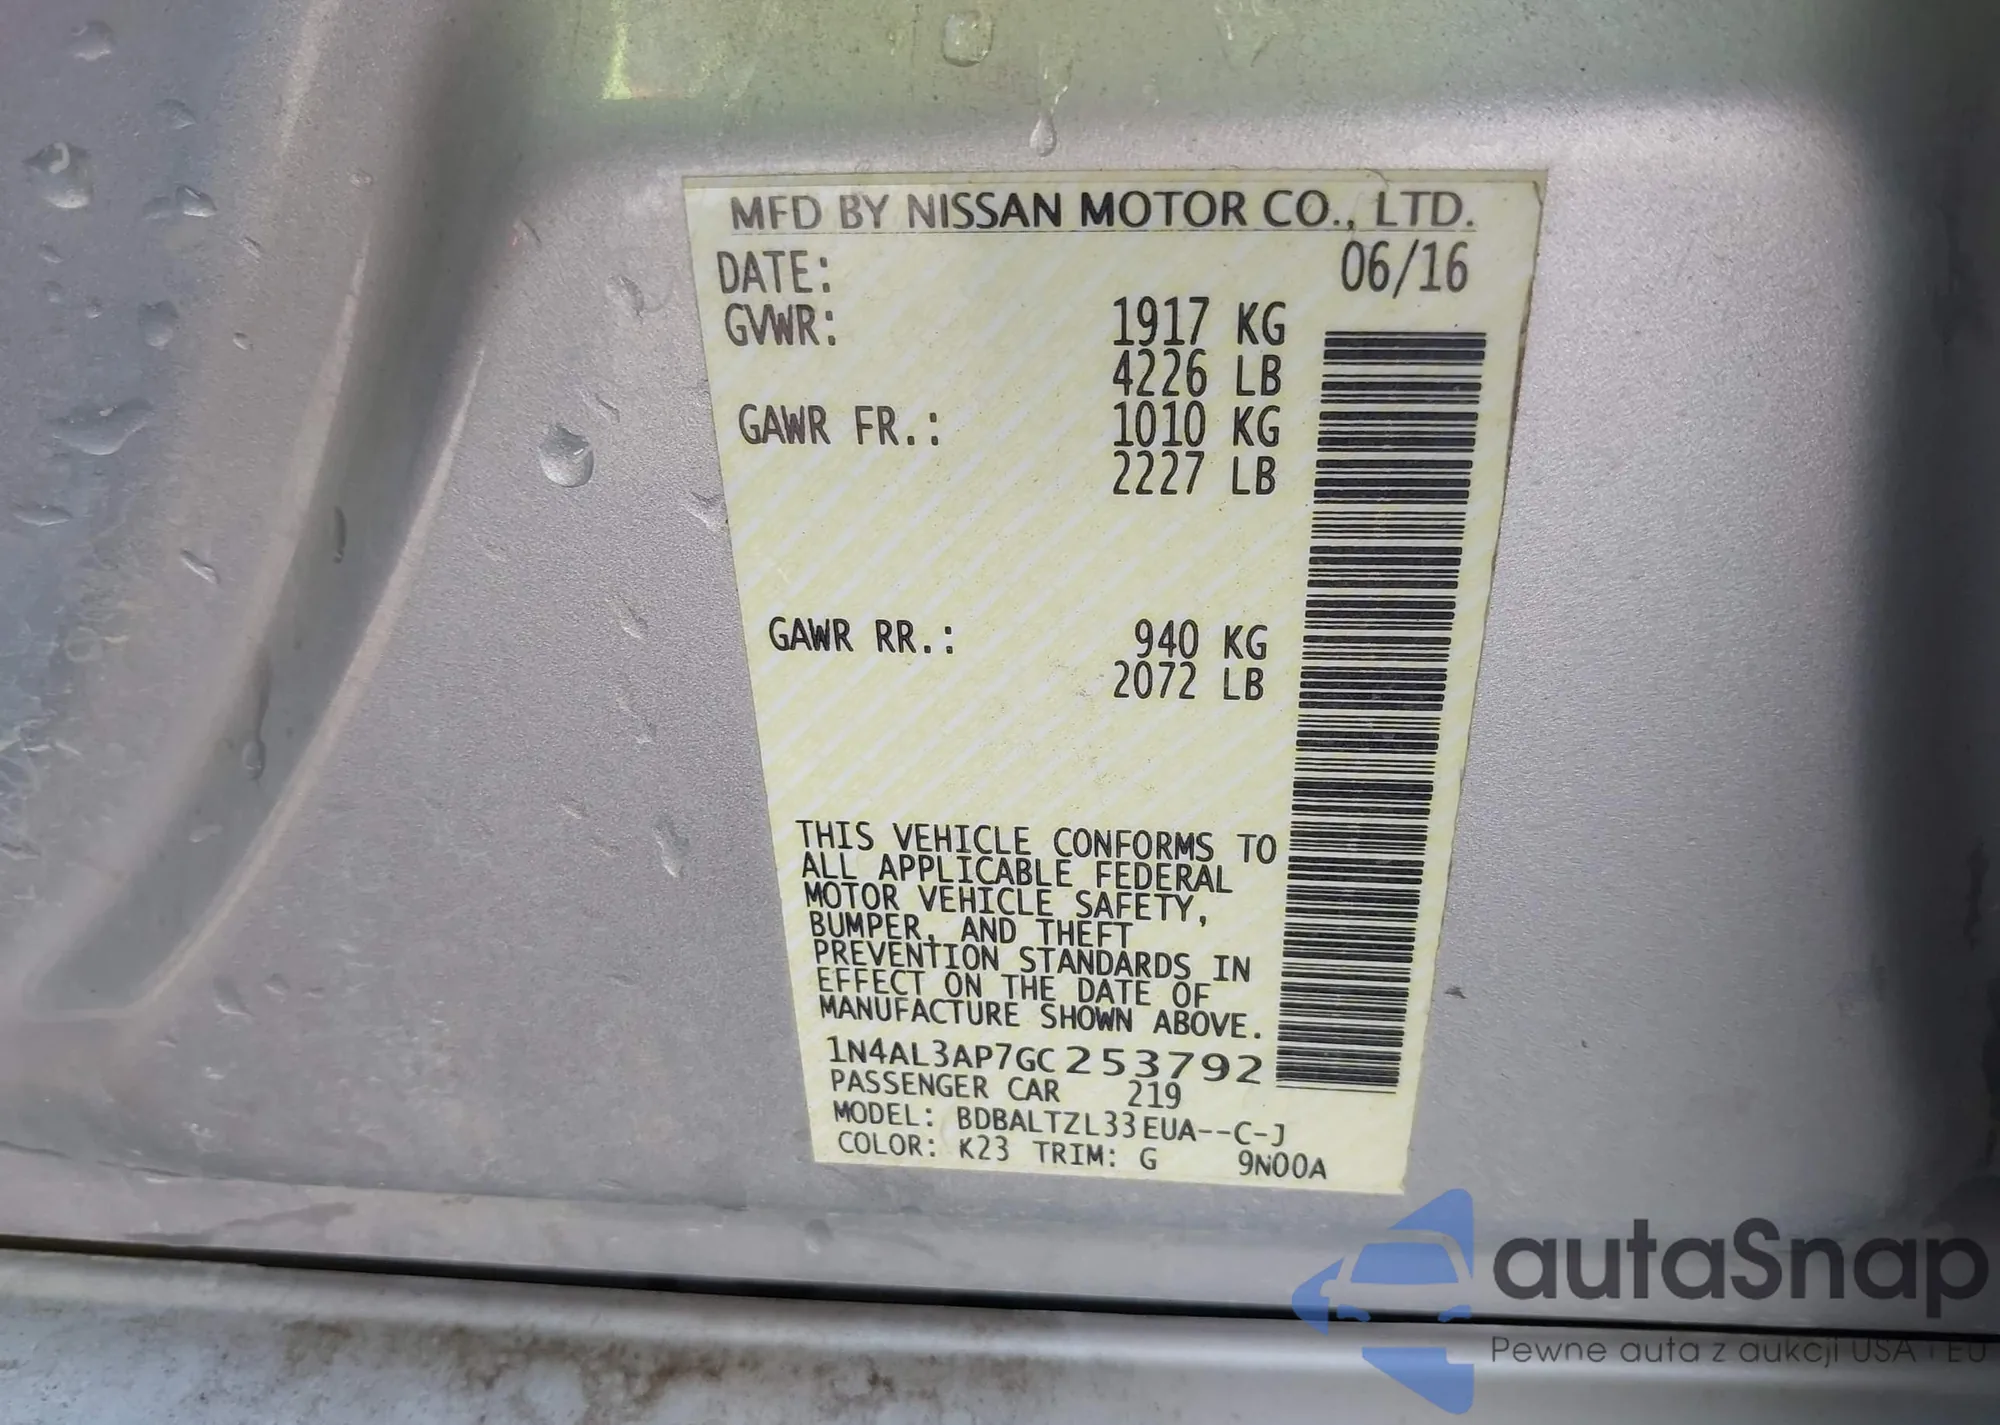 MFD BY NISSAN MOTOR CO., LTD.
DATE: 06/16
GVWR: 1917 KG
4226 LB
GAWR FR.: 1010 KG
2227 LB
GAWR RR.: 940 KG
2072 LB
THIS VEHICLE CONFORMS TO
ALL APPLICABLE FEDERAL
MOTOR VEHICLE SAFETY,
BUMPER, AND THEFT
PREVENTION STANDARDS IN
EFFECT ON THE DATE OF
MANUFACTURE SHOWN ABOVE.
1N4AL3AP7GC253792
PASSENGER CAR 219
MODEL: BDBALTZL33EUA--C-J
COLOR: K23 TRIM: G 9N00A
autaSnap
Pewne auta z aukcji USA i EU